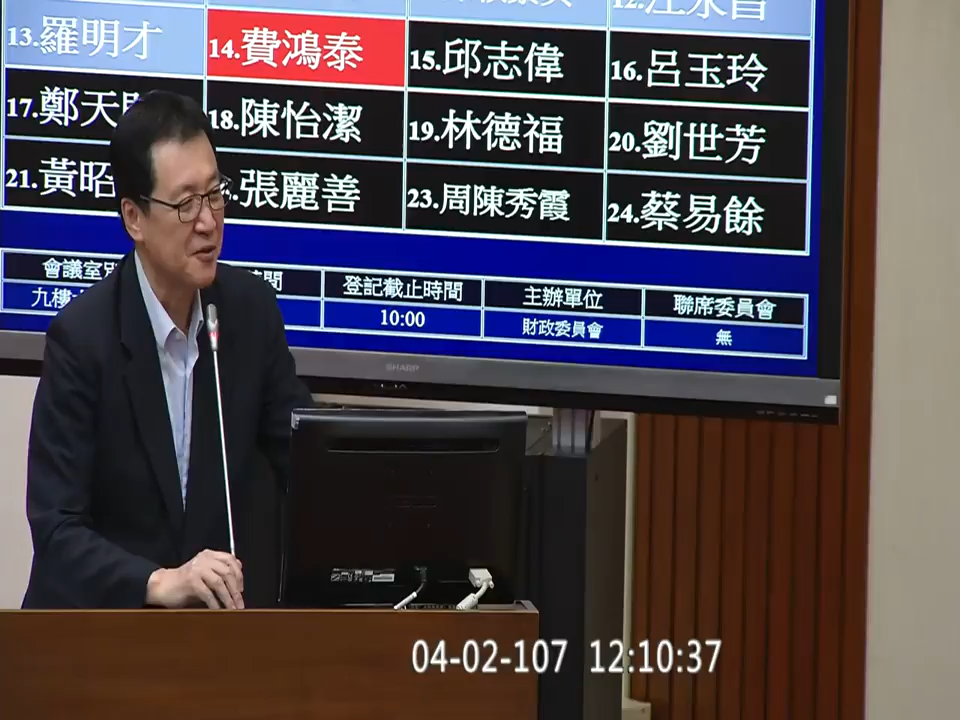 13.羅明才 14.費鴻泰 15.邱志偉 16.呂玉玲
17.鄭天 18.陳怡潔 19.林德福 20.劉世芳
21.黃昭 張麗善 23.周陳秀霞 24.蔡易餘
會議室別 登記截止時間 主辦單位 聯席委員會
九樓 10:00 財政委員會 無
SHARP
04-02-107 12:10:37